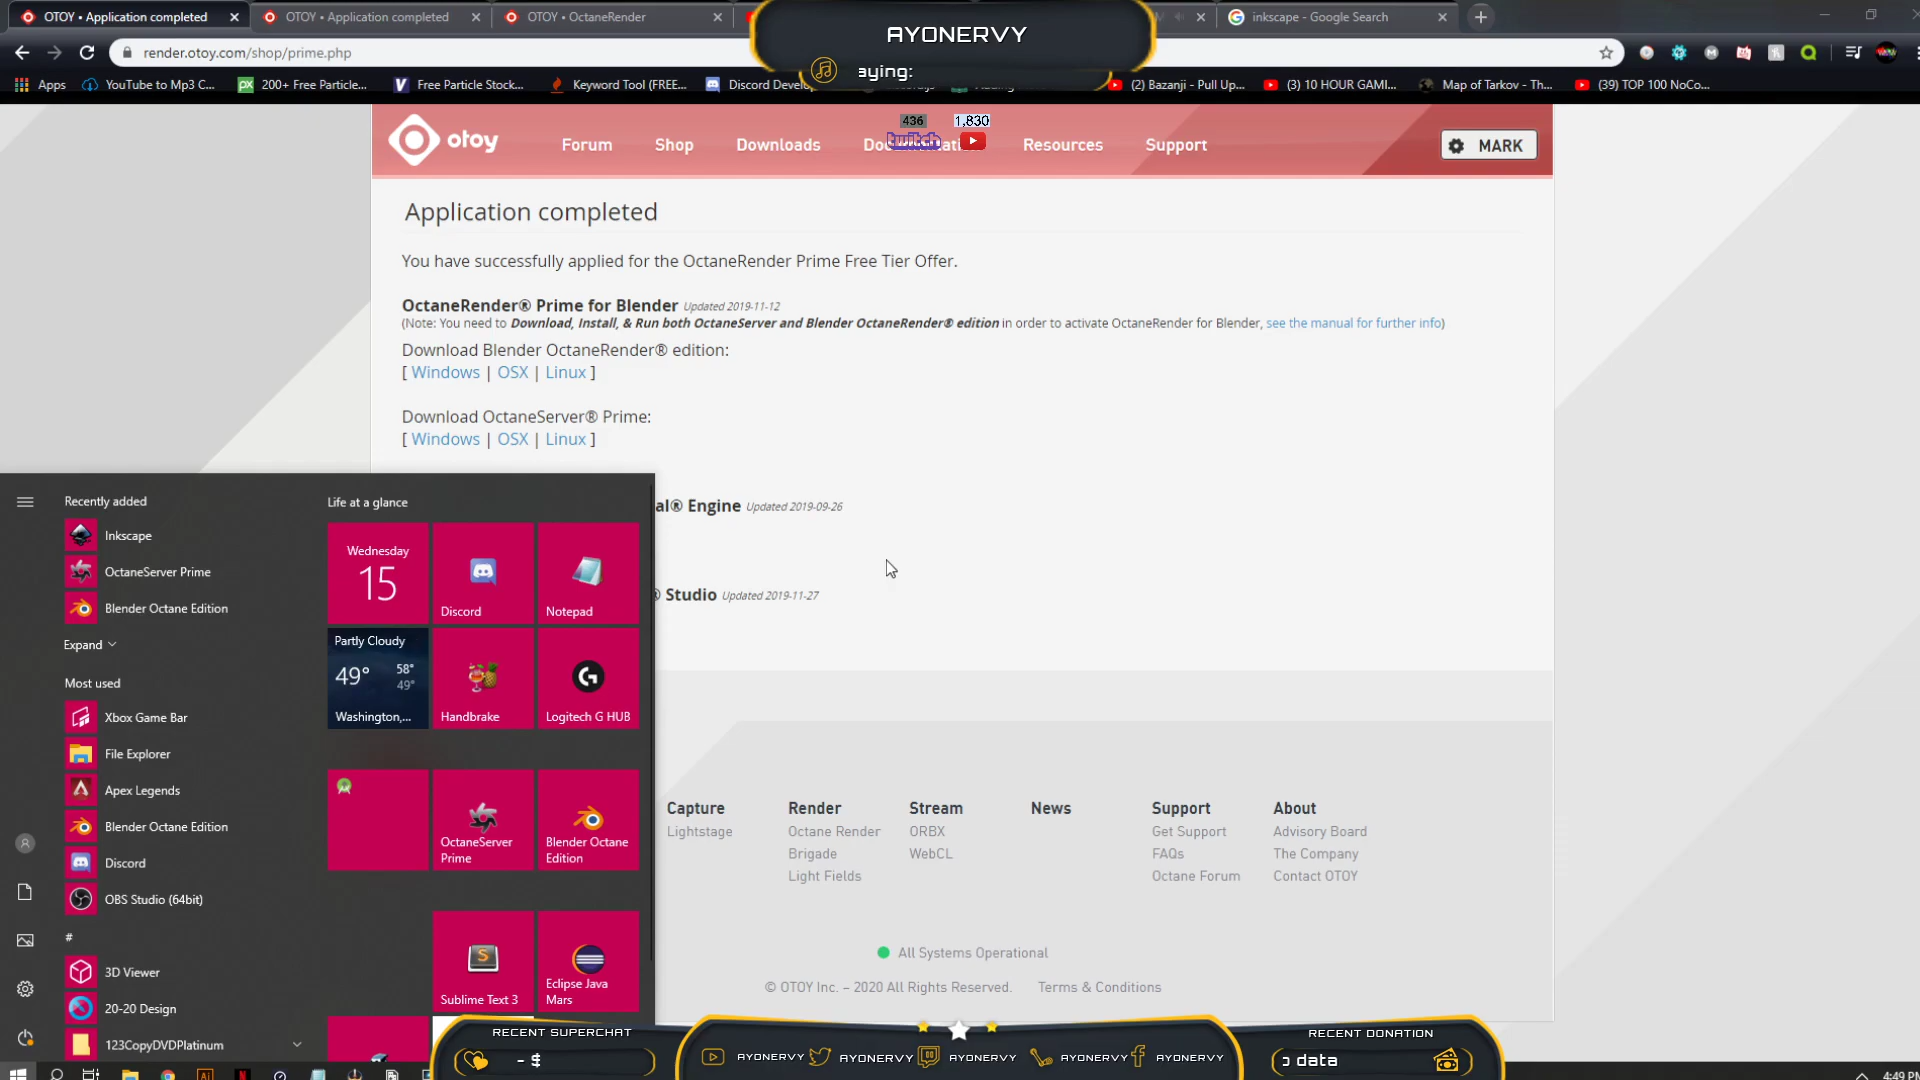 OTOY • Application completed
OTOY • Application completed
OTOY • OctaneRender
inkscape - Google Search
render.otoy.com/shop/prime.php
AYONERVY
aying:
Apps
YouTube to Mp3 C...
200+ Free Particle...
Free Particle Stock...
Keyword Tool (FREE...
Discord Develo
(2) Bazanji - Pull Up...
(3) 10 HOUR GAMI...
Map of Tarkov - Th...
(39) TOP 100 NoCo...
436
1,830
twitch
otoy
Forum
Shop
Downloads
Resources
Support
MARK
Application completed
You have successfully applied for the OctaneRender Prime Free Tier Offer.
OctaneRender® Prime for Blender Updated 2019-11-12
(Note: You need to Download, Install, & Run both OctaneServer and Blender OctaneRender® edition in order to activate OctaneRender for Blender, see the manual for further info)
Download Blender OctaneRender® edition:
[ Windows | OSX | Linux ]
Download OctaneServer® Prime:
[ Windows | OSX | Linux ]
al® Engine Updated 2019-09-26
® Studio Updated 2019-11-27
Recently added
Inkscape
OctaneServer Prime
Blender Octane Edition
Expand
Most used
Xbox Game Bar
File Explorer
Apex Legends
Blender Octane Edition
Discord
OBS Studio (64bit)
#
3D Viewer
20-20 Design
123CopyDVDPlatinum
Life at a glance
Wednesday
15
Discord
Notepad
Partly Cloudy
49°
58°
49°
Washington,...
Handbrake
Logitech G HUB
OctaneServer
Prime
Blender Octane
Edition
Sublime Text 3
Eclipse Java
Mars
Capture
Lightstage
Render
Octane Render
Brigade
Light Fields
Stream
ORBX
WebCL
News
Support
Get Support
FAQs
Octane Forum
About
Advisory Board
The Company
Contact OTOY
All Systems Operational
© OTOY Inc. – 2020 All Rights Reserved.
Terms & Conditions
RECENT SUPERCHAT
- $
AYONERVY
AYONERVY
AYONERVY
AYONERVY
AYONERVY
RECENT DONATION
data
4:49 PM